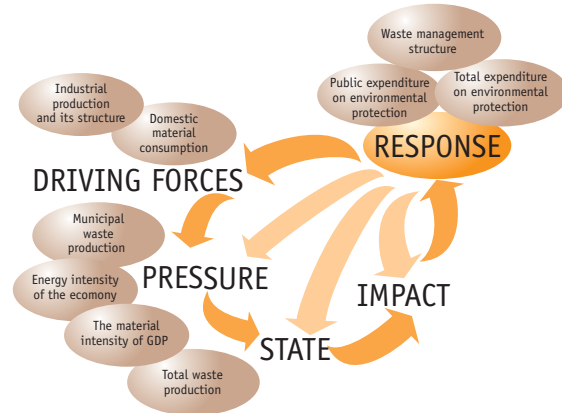 Waste management
structure
Public expenditure
on environmental
protection
Total expenditure
on environmental
protection
RESPONSE
Industrial
production
and its structure
Domestic
material
consumption
DRIVING FORCES
Municipal
waste
production
Energy intensity
of the ecomony
The material
intensity of GDP
Total waste
production
PRESSURE
IMPACT
STATE